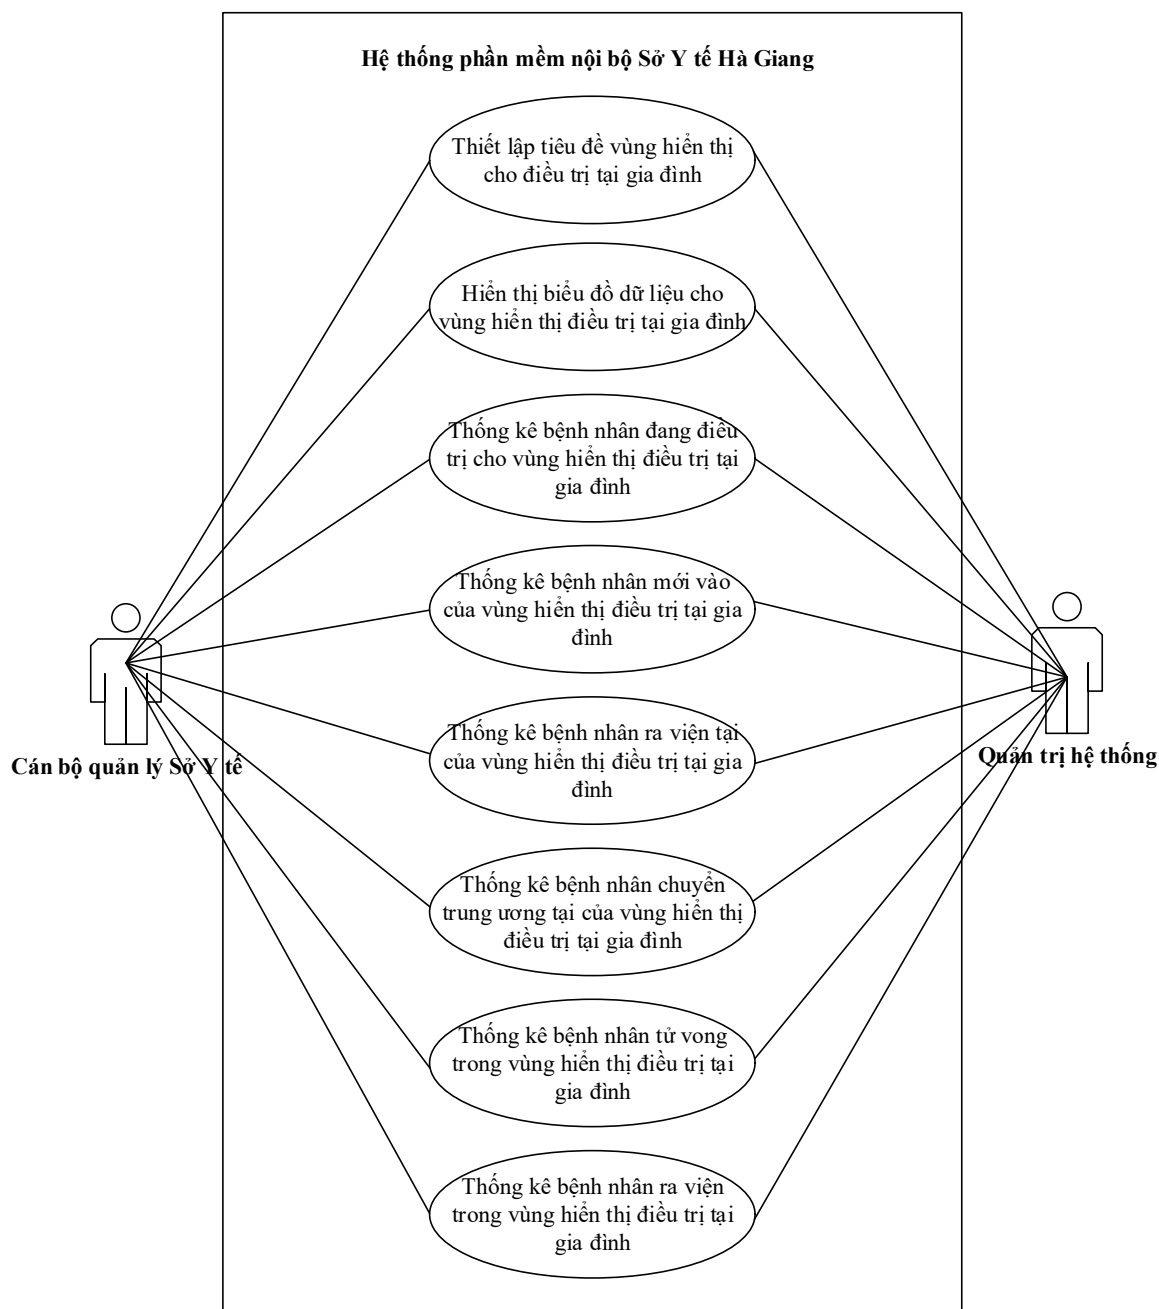 Hệ thống phần mềm nội bộ Sở Y tế Hà Giang
Thiết lập tiêu đề vùng hiển thị
cho điều trị tại gia đình
Hiển thị biểu đồ dữ liệu cho
vùng hiển thị điều trị tại gia đình
Thống kê bệnh nhân đang điều
trị cho vùng hiển thị điều trị tại
gia đình
Thống kê bệnh nhân mới vào
của vùng hiển thị điều trị tại gia
đình
Thống kê bệnh nhân ra viện tại
của vùng hiển thị điều trị tại gia
đình
Cán bộ quản lý Sở Y tế
Quản trị hệ thống
Thống kê bệnh nhân chuyển
trung ương tại của vùng hiển thị
điều trị tại gia đình
Thống kê bệnh nhân tử vong
trong vùng hiển thị điều trị tại
gia đình
Thống kê bệnh nhân ra viện
trong vùng hiển thị điều trị tại
gia đình